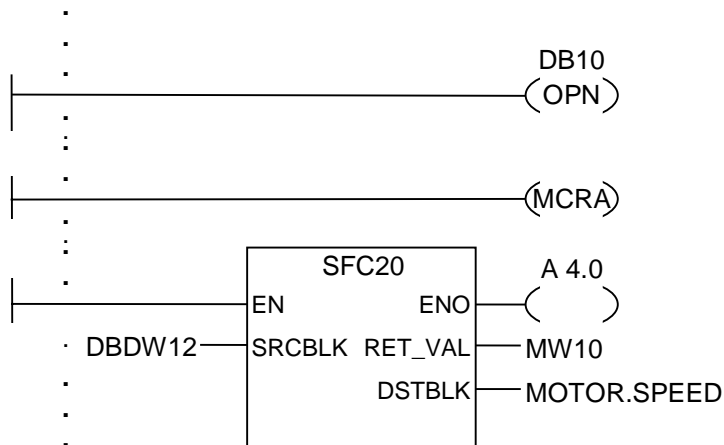 DB10
OPN
MCRA
SFC20
A 4.0
EN ENO
DBDW12 SRCBLK RET_VAL MW10
DSTBLK MOTOR.SPEED